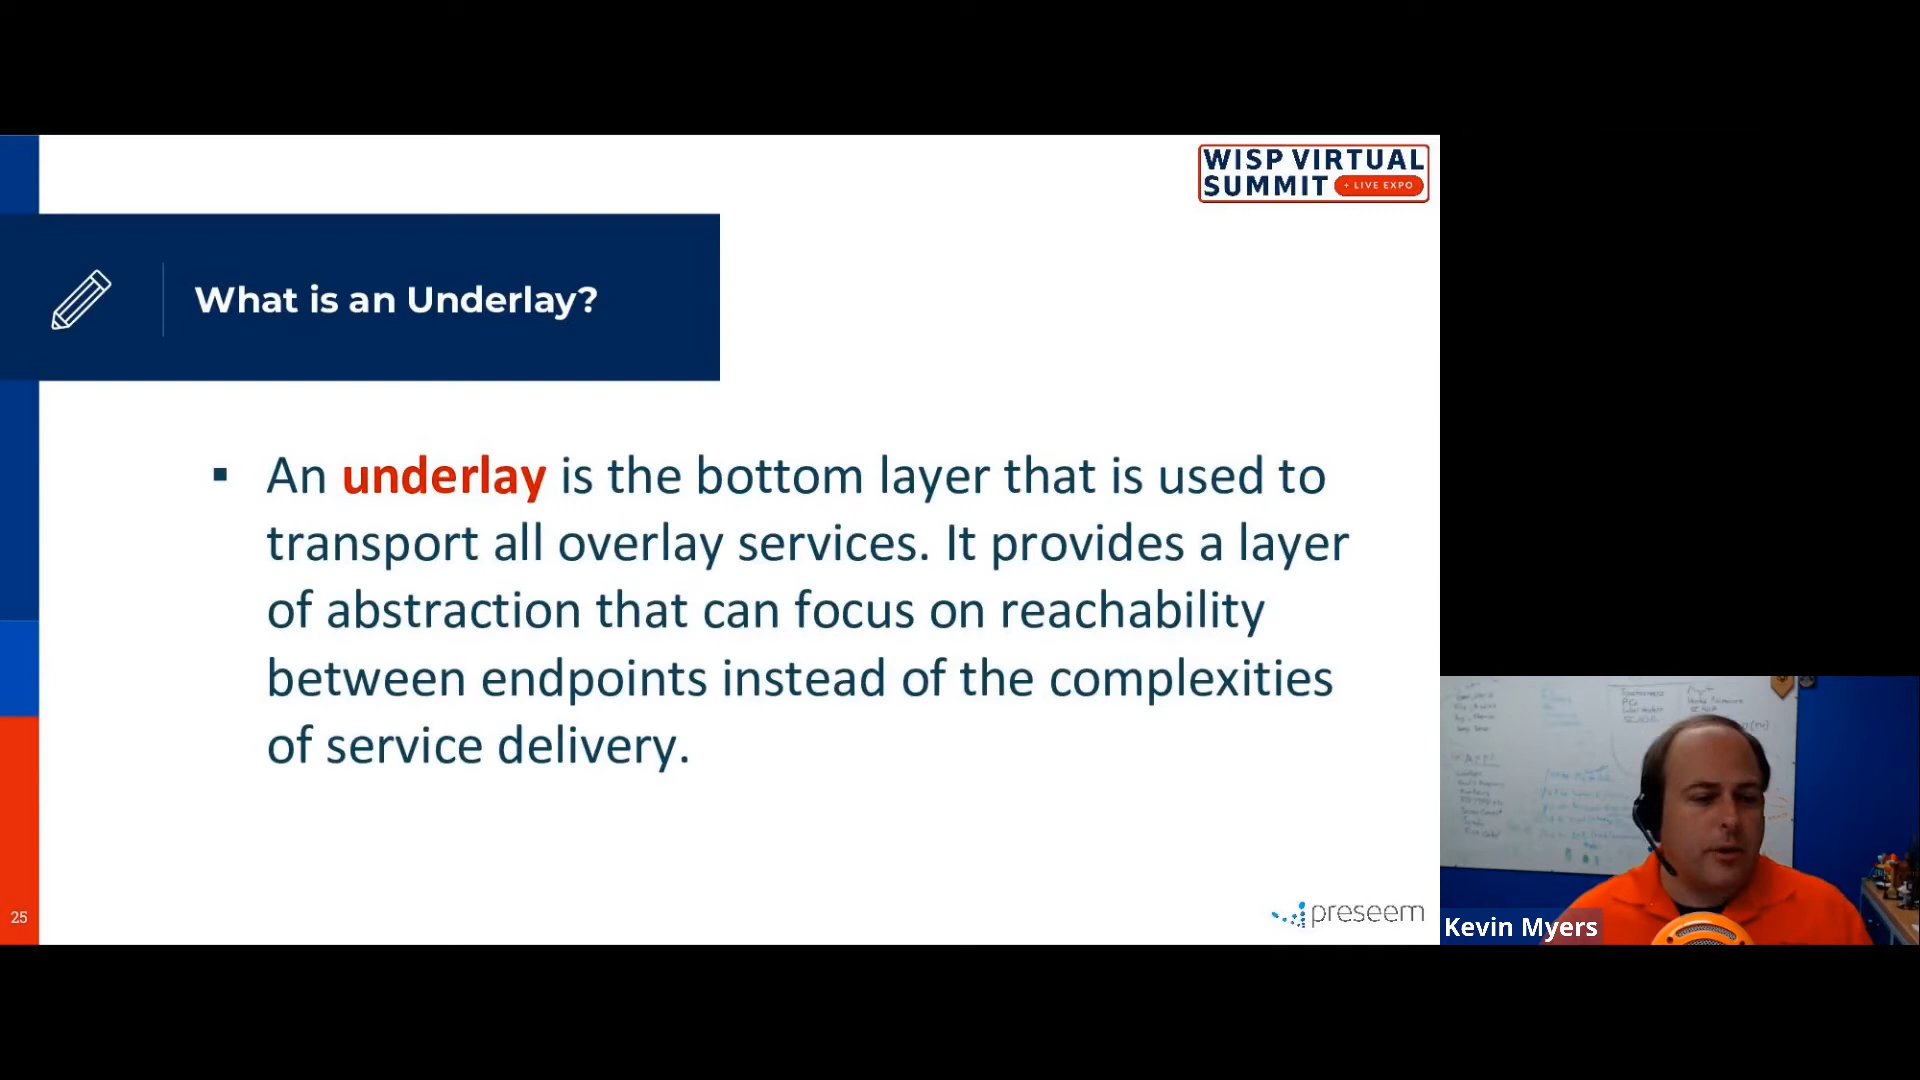 WISP VIRTUAL
SUMMIT + LIVE EXPO
What is an Underlay?
▪ An underlay is the bottom layer that is used to
transport all overlay services. It provides a layer
of abstraction that can focus on reachability
between endpoints instead of the complexities
of service delivery.
25
preseem
Kevin Myers